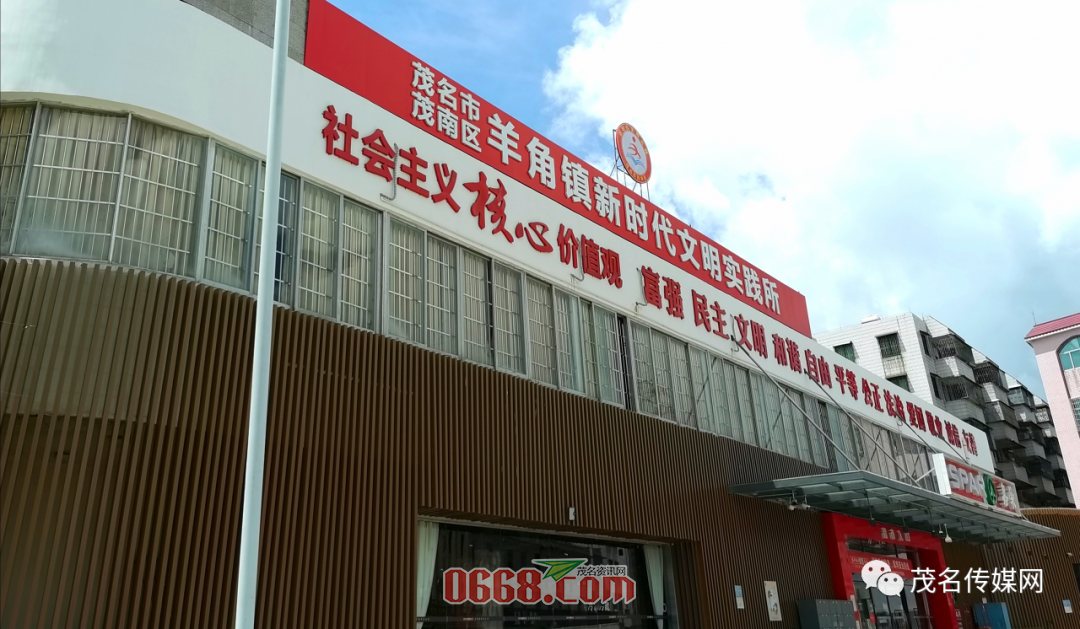 茂名市
茂南区
羊角镇新时代文明实践所
社会主义核心价值观 富强 民主 文明 和谐 自由 平等 公正 法治 爱国 敬业 诚信 友善
SPAR
茂名资讯网
0668.com
茂名传媒网